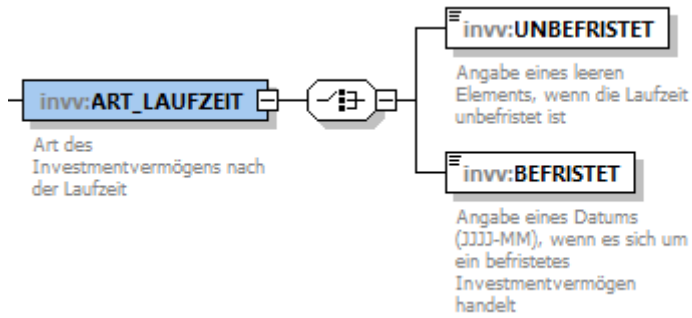 invv:UNBEFRISTET
Angabe eines leeren
Elements, wenn die Laufzeit
unbefristet ist
invv:ART_LAUFZEIT
Art des
Investmentvermögens nach
der Laufzeit
invv:BEFRISTET
Angabe eines Datums
(JJJJ-MM), wenn es sich um
ein befristetes
Investmentvermögen
handelt